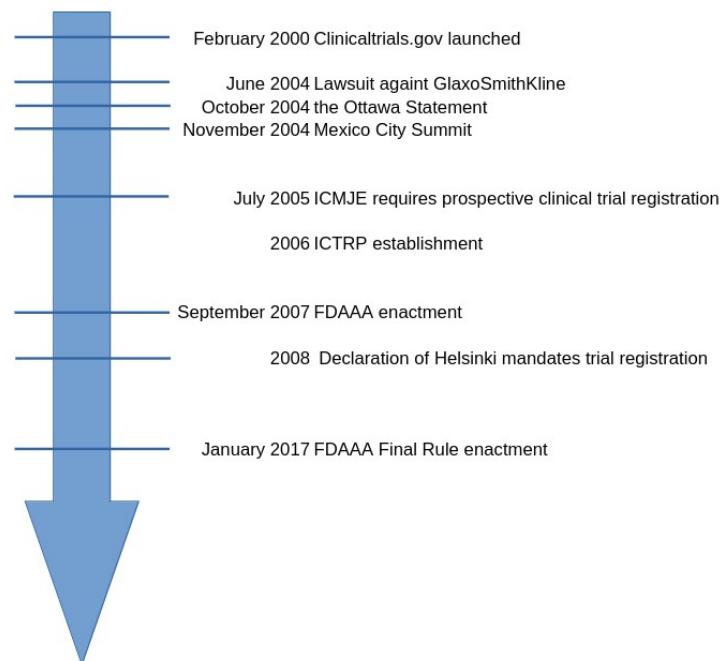 February 2000 Clinicaltrials.gov launched
June 2004 Lawsuit againt GlaxoSmithKline
October 2004 the Ottawa Statement
November 2004 Mexico City Summit
July 2005 ICMJE requires prospective clinical trial registration
2006 ICTRP establishment
September 2007 FDAAA enactment
2008 Declaration of Helsinki mandates trial registration
January 2017 FDAAA Final Rule enactment